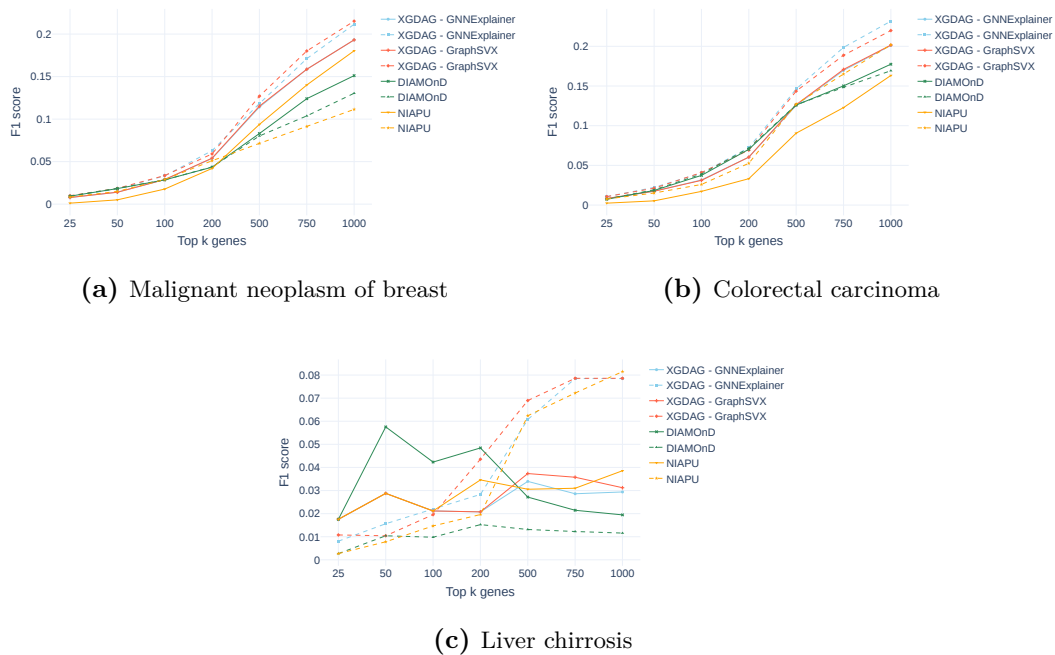 XGDAG - GNNExplainer
XGDAG - GNNExplainer
XGDAG - GraphSVX
XGDAG - GraphSVX
DIAMOnD
DIAMOnD
NIAPU
NIAPU
F1 score
0.2
0.15
0.1
0.05
0
25 50 100 200 500 750 1000
Top k genes
(a) Malignant neoplasm of breast
XGDAG - GNNExplainer
XGDAG - GNNExplainer
XGDAG - GraphSVX
XGDAG - GraphSVX
DIAMOnD
DIAMOnD
NIAPU
NIAPU
F1 score
0.2
0.15
0.1
0.05
0
25 50 100 200 500 750 1000
Top k genes
(b) Colorectal carcinoma
XGDAG - GNNExplainer
XGDAG - GNNExplainer
XGDAG - GraphSVX
XGDAG - GraphSVX
DIAMOnD
DIAMOnD
NIAPU
NIAPU
F1 score
0.08
0.07
0.06
0.05
0.04
0.03
0.02
0.01
0
25 50 100 200 500 750 1000
Top k genes
(c) Liver chirrosis